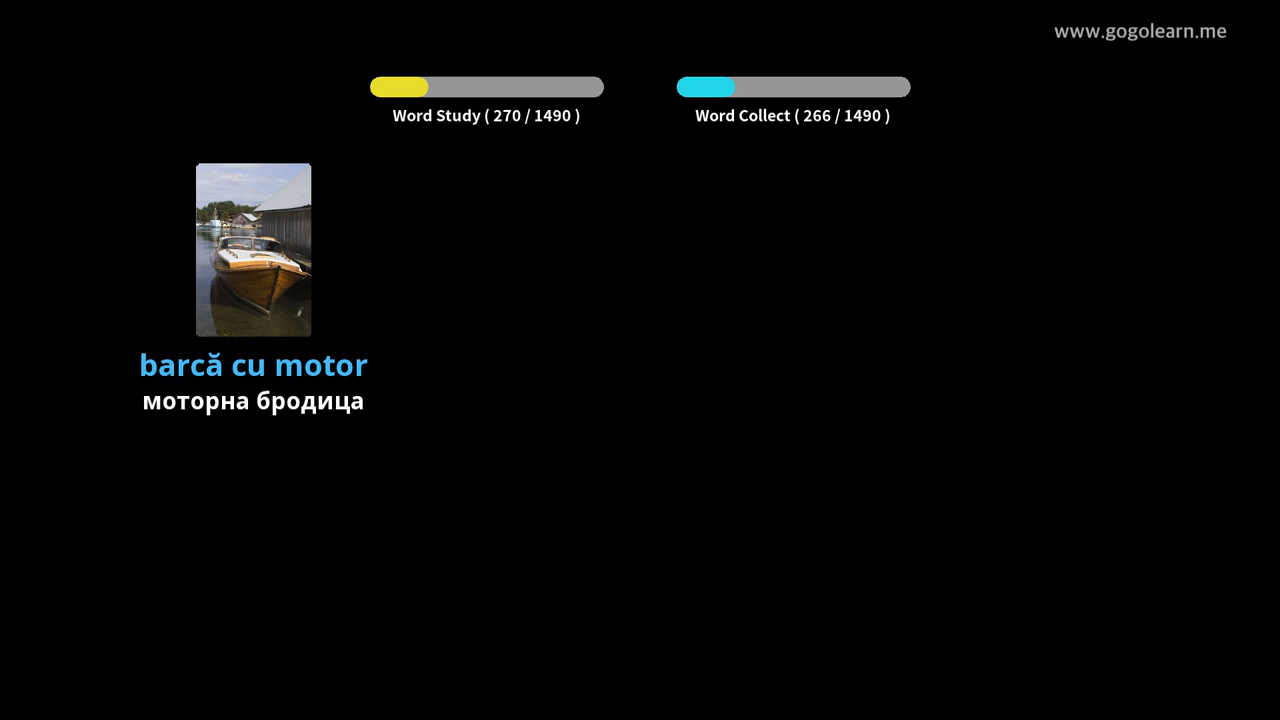 www.gogolearn.me
Word Study ( 270 / 1490 )
Word Collect ( 266 / 1490 )
barcă cu motor
моторна бродица